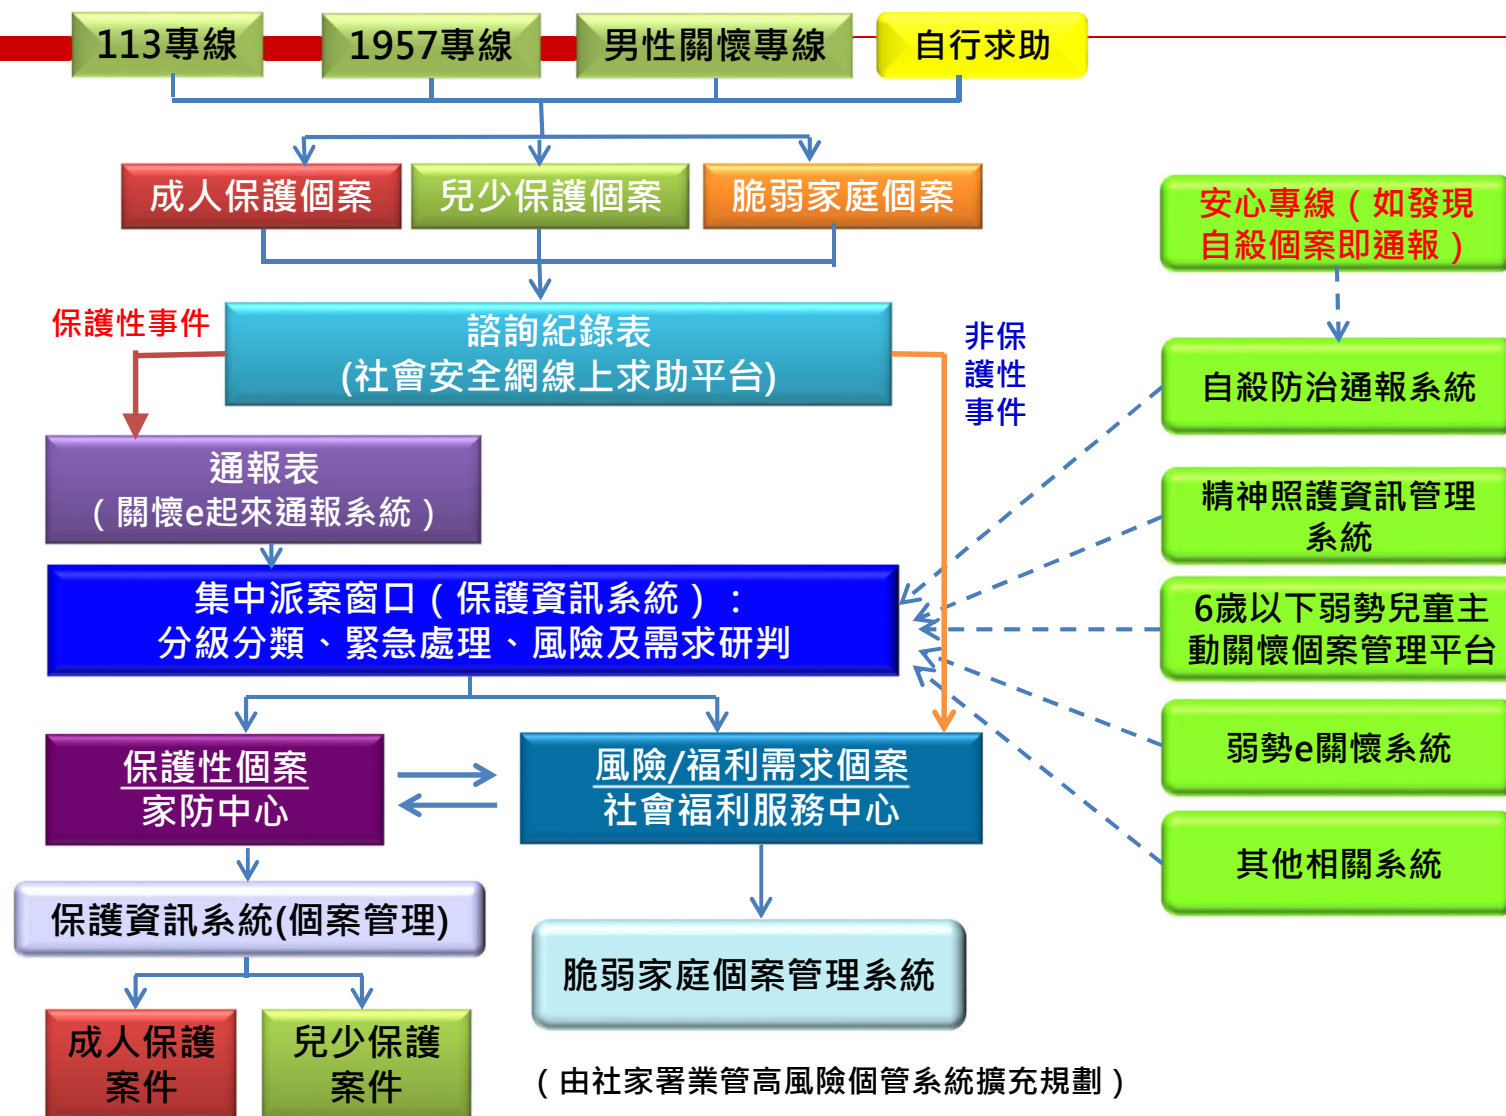 113專線
1957專線
男性關懷專線
自行求助
成人保護個案
兒少保護個案
脆弱家庭個案
安心專線（如發現
自殺個案即通報）
保護性事件
諮詢紀錄表
(社會安全網線上求助平台)
非保
護性
事件
自殺防治通報系統
通報表
（關懷e起來通報系統）
精神照護資訊管理
系統
集中派案窗口（保護資訊系統）：
分級分類、緊急處理、風險及需求研判
6歲以下弱勢兒童主
動關懷個案管理平台
弱勢e關懷系統
保護性個案
家防中心
風險/福利需求個案
社會福利服務中心
其他相關系統
保護資訊系統(個案管理)
脆弱家庭個案管理系統
成人保護
案件
兒少保護
案件
（由社家署業管高風險個管系統擴充規劃）